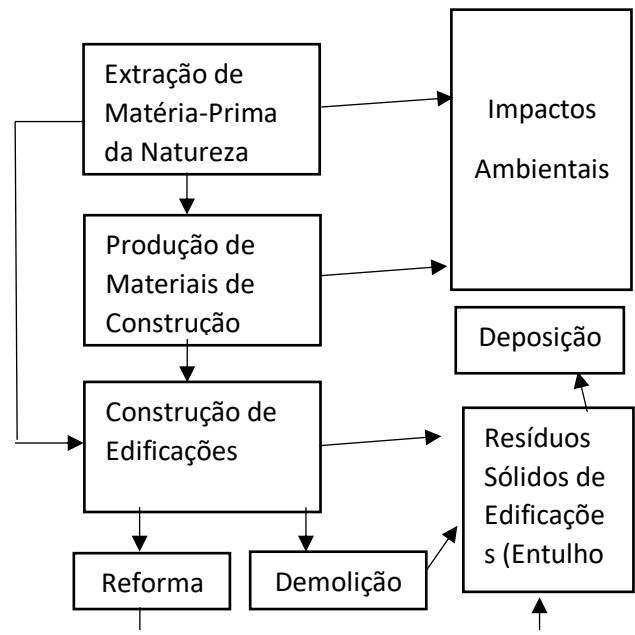 Extração de
Matéria-Prima
da Natureza
Impactos
Ambientais
Produção de
Materiais de
Construção
Deposição
Construção de
Edificações
Resíduos
Sólidos de
Edificaçõe
s (Entulho
Reforma
Demolição